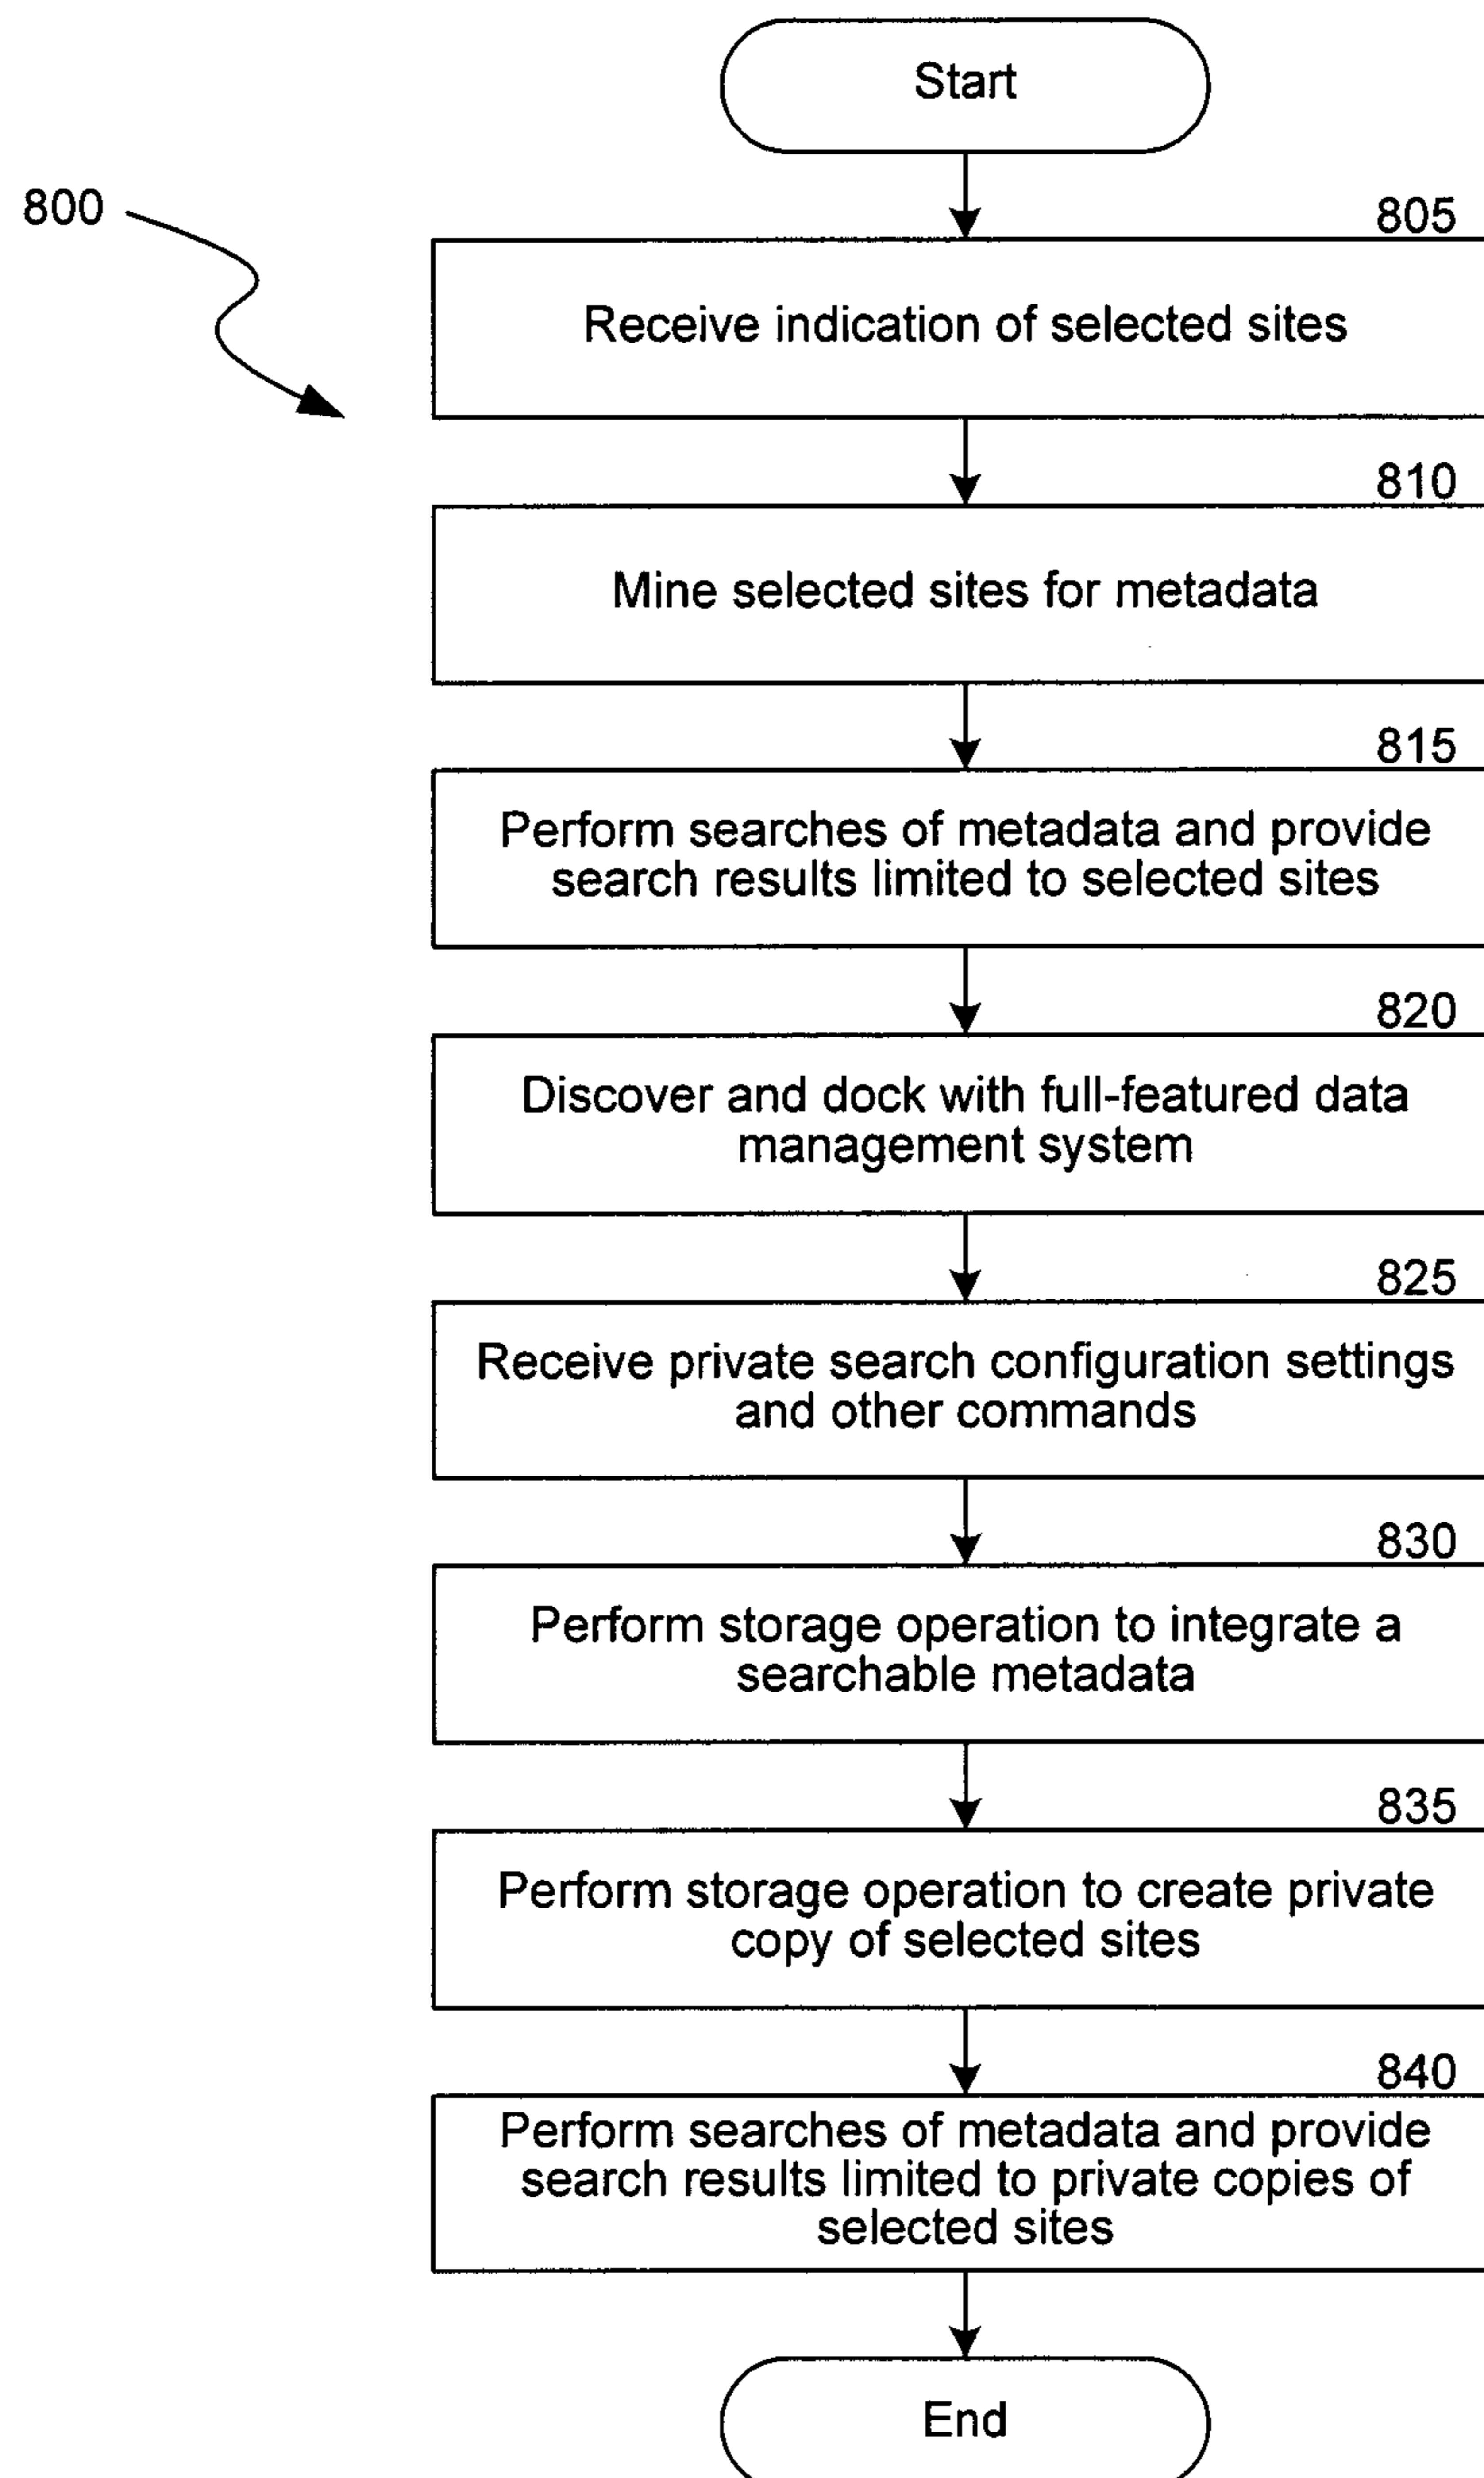 Start
800
805
Receive indication of selected sites
810
Mine selected sites for metadata
815
Perform searches of metadata and provide
search results limited to selected sites
820
Discover and dock with full-featured data
management system
825
Receive private search configuration settings
and other commands
830
Perform storage operation to integrate a
searchable metadata
835
Perform storage operation to create private
copy of selected sites
840
Perform searches of metadata and provide
search results limited to private copies of
selected sites
End